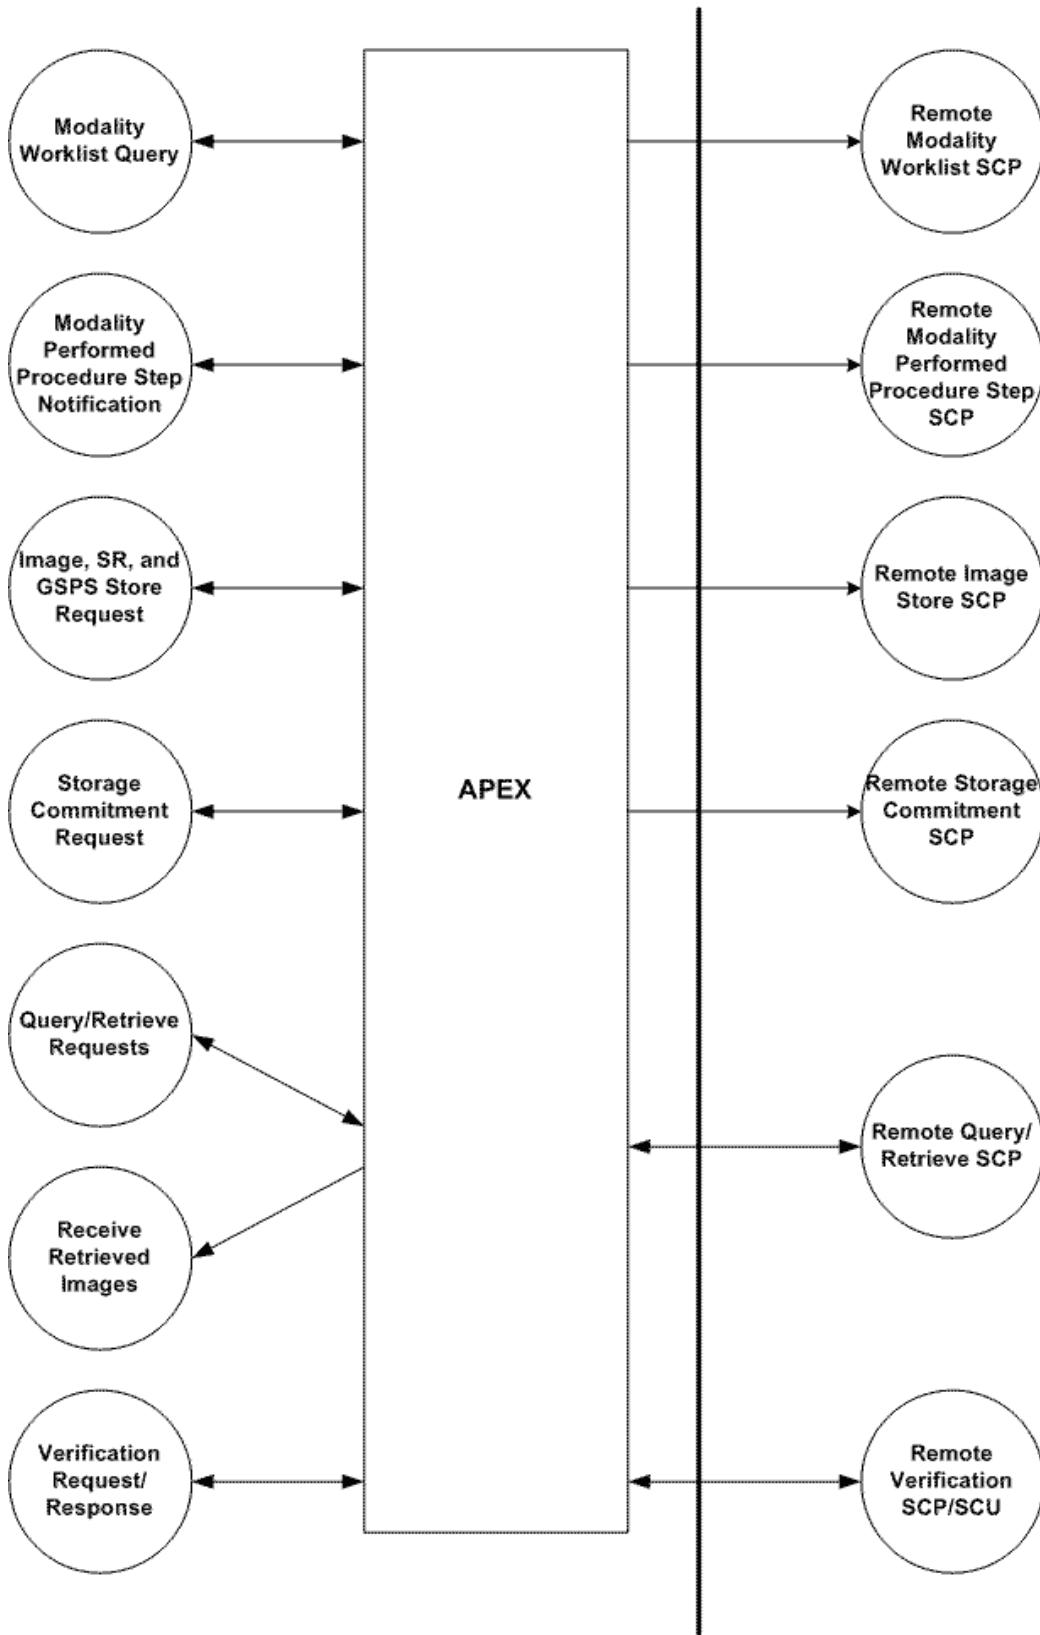 Modality
Worklist Query
Modality
Performed
Procedure Step
Notification
Image, SR, and
GSPS Store
Request
Storage
Commitment
Request
Query/Retrieve
Requests
Receive
Retrieved
Images
Verification
Request/
Response
APEX
Remote
Modality
Worklist SCP
Remote
Modality
Performed
Procedure Step
SCP
Remote Image
Store SCP
Remote Storage
Commitment
SCP
Remote Query/
Retrieve SCP
Remote
Verification
SCP/SCU